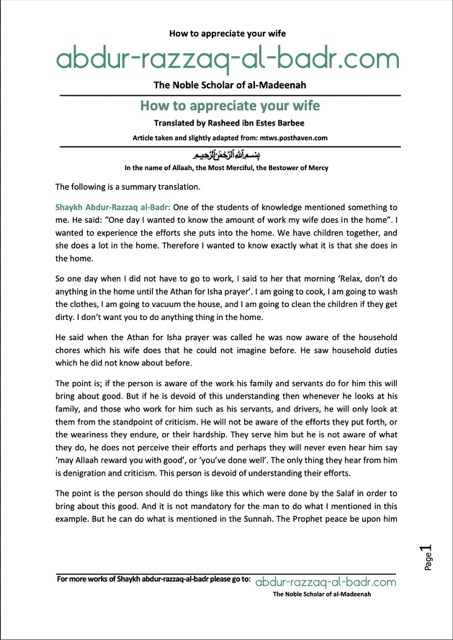 How to appreciate your wife
abdur-razzaq-al-badr.com
The Noble Scholar of al-Madeenah
How to appreciate your wife
Translated by Rasheed ibn Estes Barbee
Article taken and slightly adapted from: mtws.posthaven.com
بسم الله الرحمن الرحيم
In the name of Allaah, the Most Merciful, the Bestower of Mercy
The following is a summary translation.
Shaykh Abdur-Razzaq al-Badr: One of the students of knowledge mentioned something to
me. He said: “One day I wanted to know the amount of work my wife does in the home”. I
wanted to experience the efforts she puts into the home. We have children together, and
she does a lot in the home. Therefore I wanted to know exactly what it is that she does in
the home.
So one day when I did not have to go to work, I said to her that morning ‘Relax, don’t do
anything in the home until the Athan for Isha prayer’. I am going to cook, I am going to wash
the clothes, I am going to vacuum the house, and I am going to clean the children if they get
dirty. I don’t want you to do anything thing in the home.
He said when the Athan for Isha prayer was called he was now aware of the household
chores which his wife does that he could not imagine before. He saw household duties
which he did not know about before.
The point is; if the person is aware of the work his family and servants do for him this will
bring about good. But if he is devoid of this understanding then whenever he looks at his
family, and those who work for him such as his servants, and drivers, he will only look at
them from the standpoint of criticism. He will not be aware of the efforts they put forth, or
the weariness they endure, or their hardship. They serve him but he is not aware of what
they do, he does not perceive their efforts and perhaps they will never even hear him say
‘may Allaah reward you with good’, or ‘you’ve done well’. The only thing they hear from him
is denigration and criticism. This person is devoid of understanding their efforts.
The point is the person should do things like this which were done by the Salaf in order to
bring about this good. And it is not mandatory for the man to do what I mentioned in this
example. But he can do what is mentioned in the Sunnah. The Prophet peace be upon him
Page1
For more works of Shaykh abdur-razzaq-al-badr please go to: abdur-razzaq-al-badr.com
The Noble Scholar of al-Madeenah